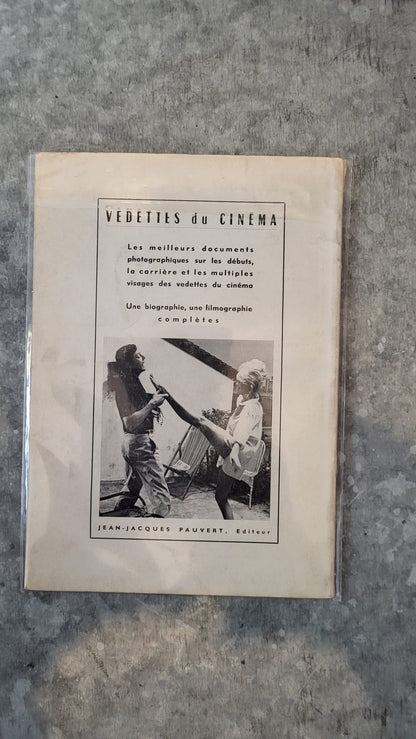 VEDETTES du CINÉMA
Les meilleurs documents
photographiques sur les débuts,
la carrière et les multiples
visages des vedettes du cinéma
Une biographie, une filmographie
complètes
JEAN-JACQUES PAUVERT, Editeur